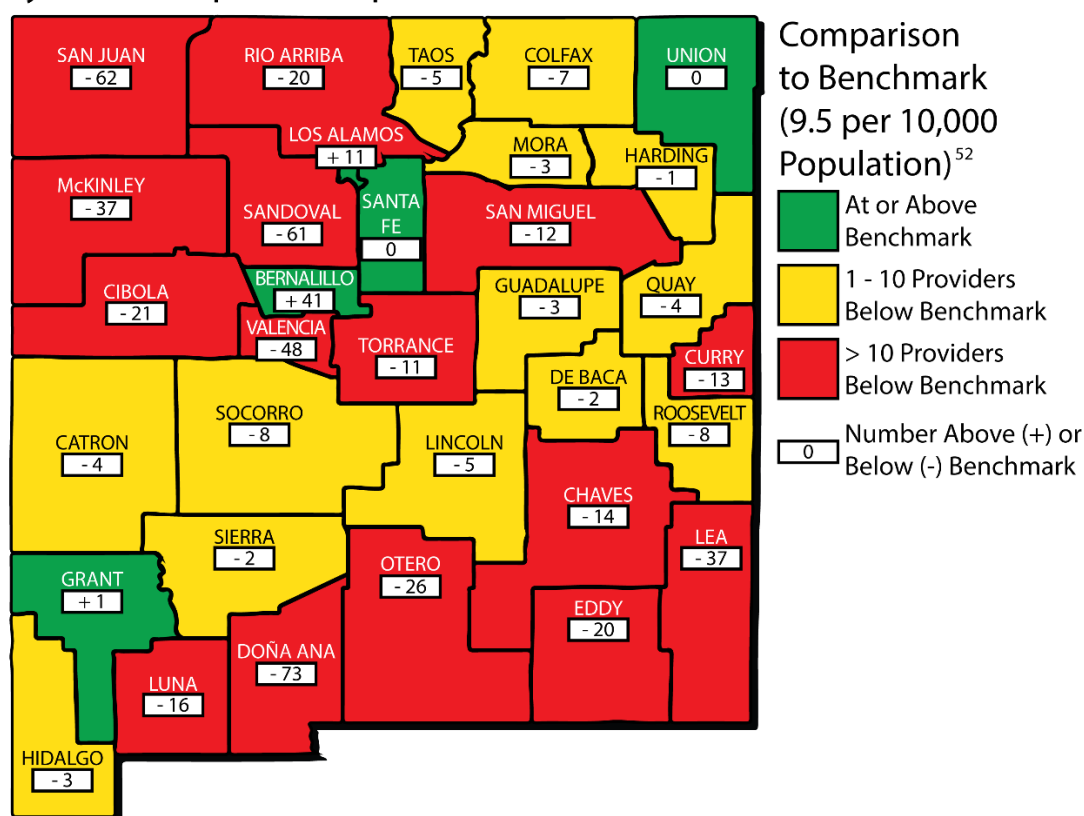 SAN JUAN
- 62
RIO ARRIBA
- 20
TAOS
- 5
COLFAX
- 7
UNION
0
LOS ALAMOS
+ 11
MORA
- 3
HARDING
- 1
McKINLEY
- 37
SANDOVAL
- 61
SANTA
FE
0
SAN MIGUEL
- 12
BERNALILLO
+ 41
CIBOLA
- 21
GUADALUPE
- 3
QUAY
- 4
VALENCIA
- 48
TORRANCE
- 11
CURRY
- 13
DE BACA
- 2
ROOSEVELT
- 8
SOCORRO
- 8
CATRON
- 4
LINCOLN
- 5
CHAVES
- 14
SIERRA
- 2
LEA
- 37
OTERO
- 26
GRANT
+ 1
EDDY
- 20
DOÑA ANA
- 73
LUNA
- 16
HIDALGO
- 3
Comparison
to Benchmark
(9.5 per 10,000
Population)52
At or Above
Benchmark
1 - 10 Providers
Below Benchmark
> 10 Providers
Below Benchmark
0
Number Above (+) or
Below (-) Benchmark